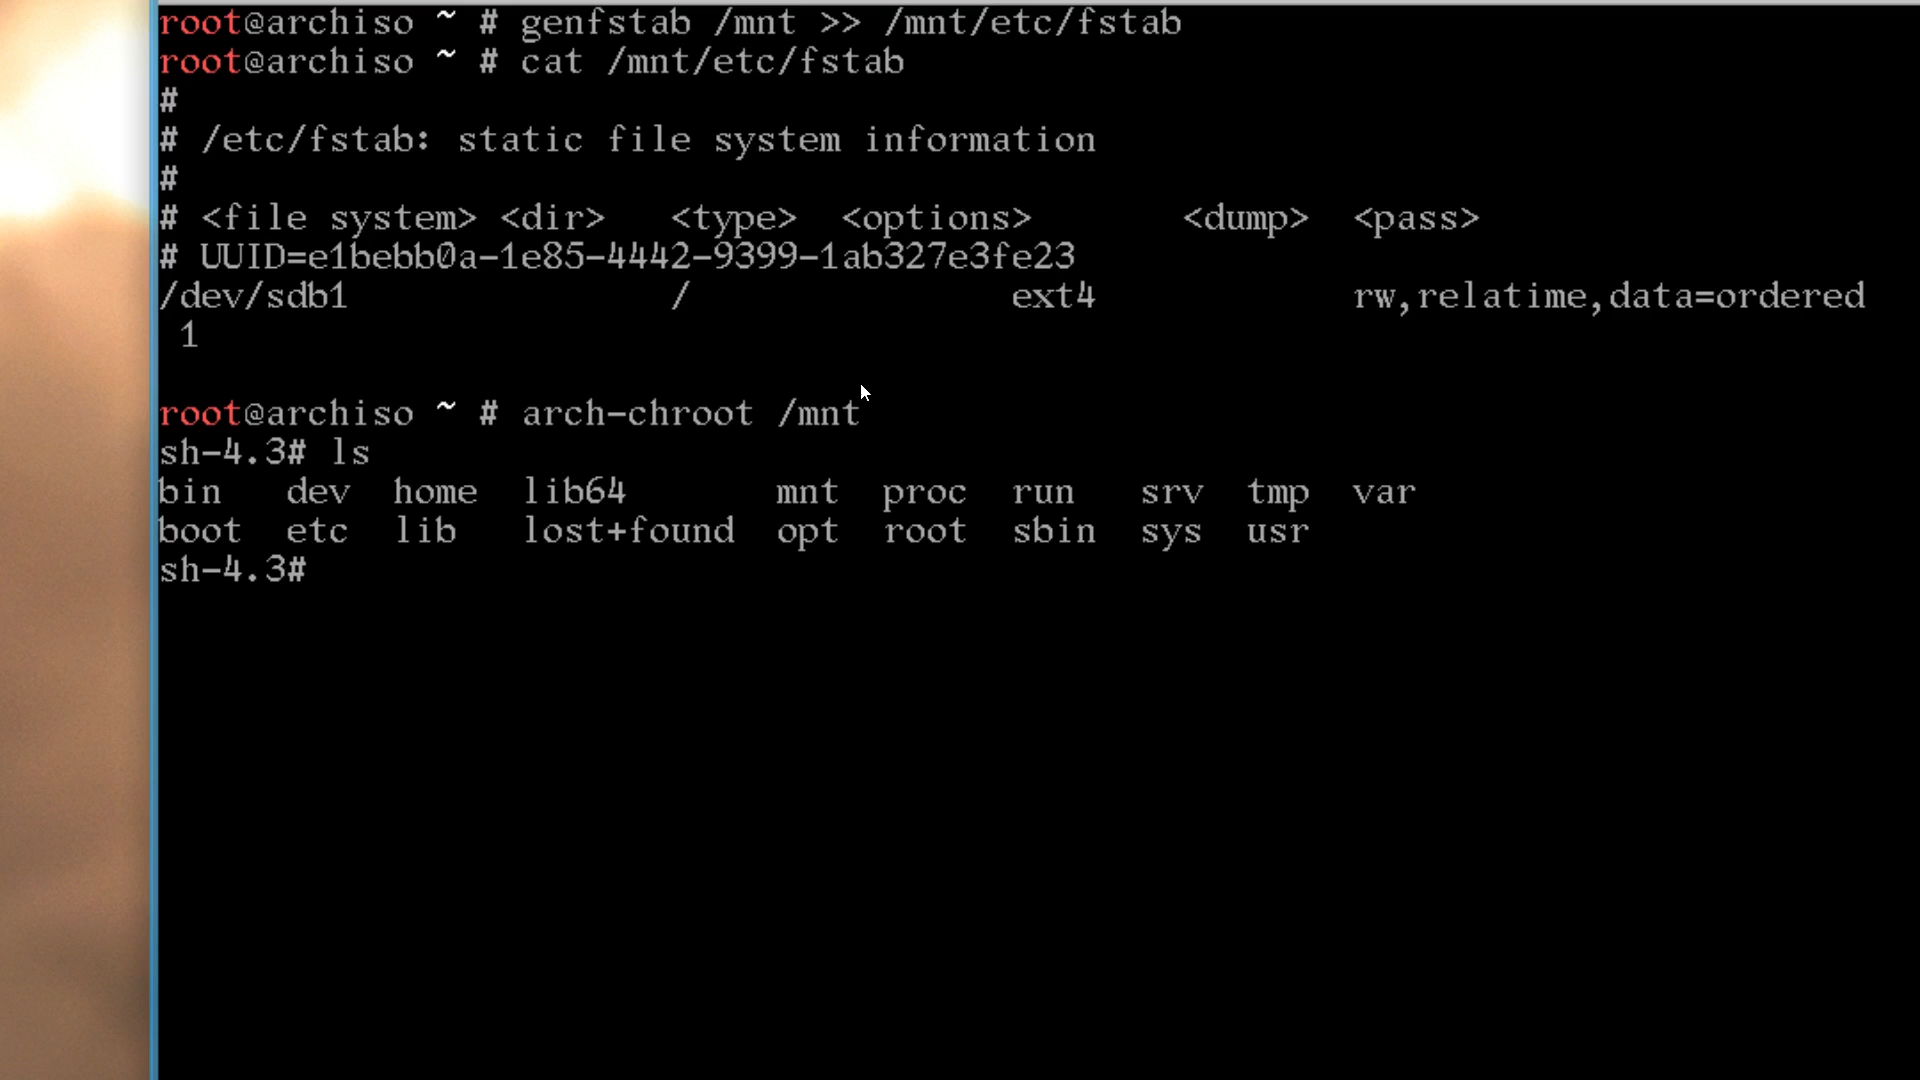 root@archiso ~ # genfstab /mnt >> /mnt/etc/fstab
root@archiso ~ # cat /mnt/etc/fstab
#
# /etc/fstab: static file system information
#
# <file system> <dir>   <type>  <options>       <dump>  <pass>
# UUID=e1bebb0a-1e85-4442-9399-1ab327e3fe23
/dev/sdb1               /               ext4            rw,relatime,data=ordered
 1

root@archiso ~ # arch-chroot /mnt
sh-4.3# ls
bin   dev  home  lib64       mnt  proc  run   srv  tmp  var
boot  etc  lib   lost+found  opt  root  sbin  sys  usr
sh-4.3#